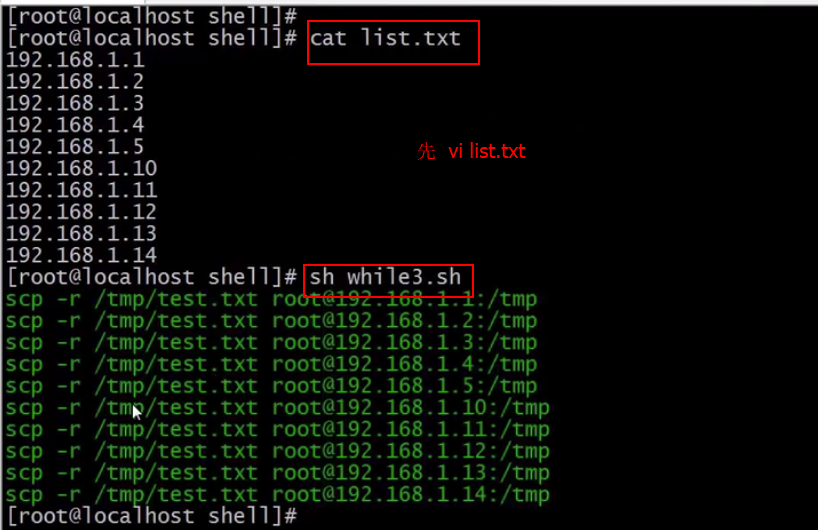 [root@localhost shell]#
[root@localhost shell]# cat list.txt
192.168.1.1
192.168.1.2
192.168.1.3
192.168.1.4
先 vi list.txt
192.168.1.5
192.168.1.10
192.168.1.11
192.168.1.12
192.168.1.13
192.168.1.14
[root@localhost shell]# sh while3.sh
scp -r /tmp/test.txt root@192.168.1.1:/tmp
scp -r /tmp/test.txt root@192.168.1.2:/tmp
scp -r /tmp/test.txt root@192.168.1.3:/tmp
scp -r /tmp/test.txt root@192.168.1.4:/tmp
scp -r /tmp/test.txt root@192.168.1.5:/tmp
scp -r /tmp/test.txt root@192.168.1.10:/tmp
scp -r /tmp/test.txt root@192.168.1.11:/tmp
scp -r /tmp/test.txt root@192.168.1.12:/tmp
scp -r /tmp/test.txt root@192.168.1.13:/tmp
scp -r /tmp/test.txt root@192.168.1.14:/tmp
[root@localhost shell]#